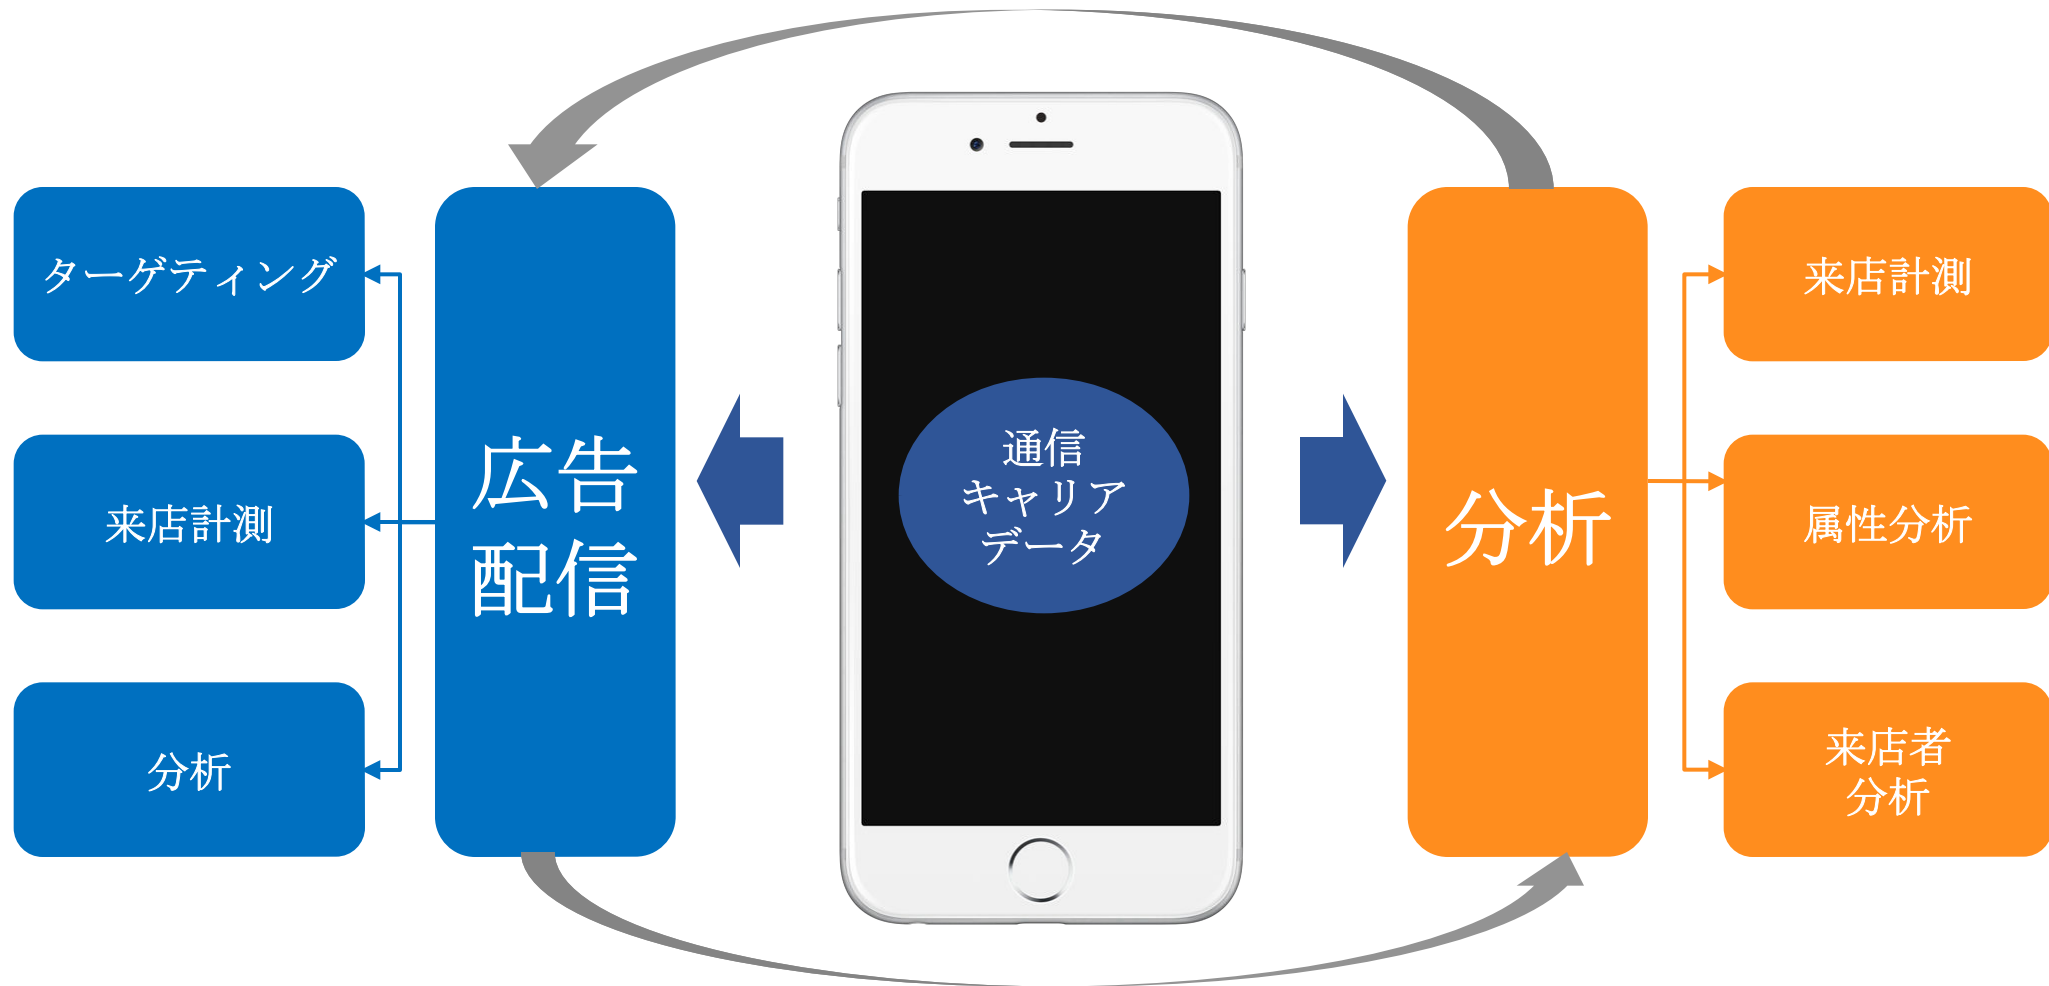 ターゲティング
来店計測
分析
広告
配信
通信
キャリア
データ
分析
来店計測
属性分析
来店者
分析